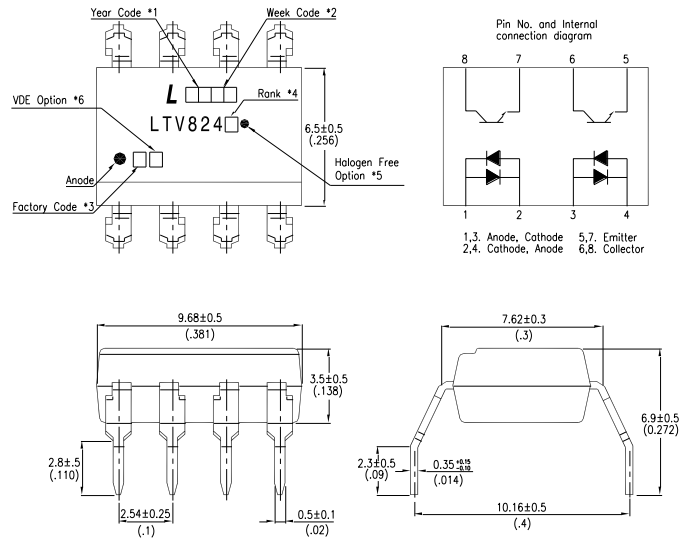 Year Code *1
Week Code *2
VDE Option *6
L
Rank *4
LTV824
6.5±0.5
(.256)
Halogen Free
Option *5
Anode
Factory Code *3
Pin No. and Internal
connection diagram
8 7 6 5
1 2 3 4
1,3. Anode, Cathode 5,7. Emitter
2,4. Cathode, Anode 6,8. Collector
9.68±0.5
(.381)
3.5±0.5
(.138)
2.8±.5
(.110)
2.54±0.25
(.1)
0.5±0.1
(.02)
7.62±0.3
(.3)
6.9±0.5
(0.272)
2.3±0.5
(.09)
0.35 +0.15 -0.10
(.014)
10.16±0.5
(.4)